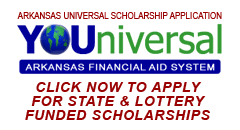 ARKANSAS UNIVERSAL SCHOLARSHIP APPLICATION
YOUniversal
ARKANSAS FINANCIAL AID SYSTEM
CLICK NOW TO APPLY
FOR STATE & LOTTERY
FUNDED SCHOLARSHIPS